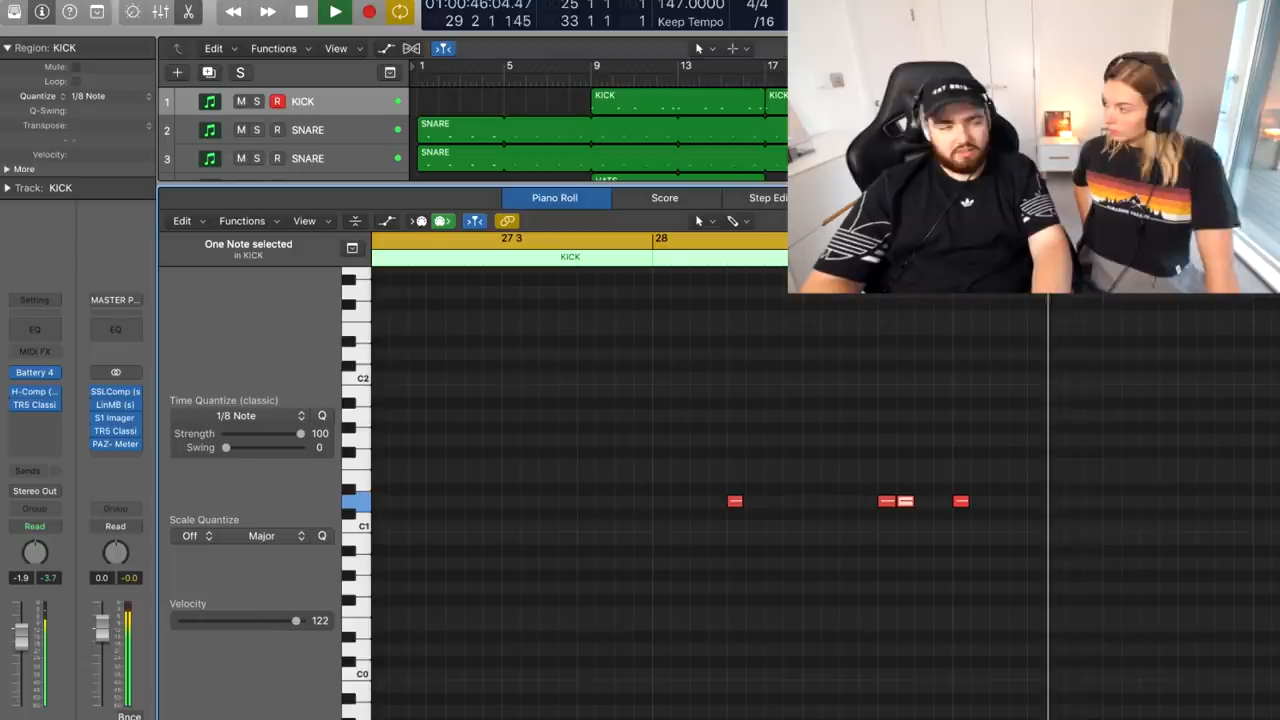 01:00:46:04.47
29 2 1 145
25 1 1
33 1 1
147.0000
Keep Tempo
4/4
/16
Region: KICK
Mute:
Loop:
Quantize
1/8 Note
Q-Swing:
Transpose:
Velocity:
More
Track: KICK
Edit
Functions
View
S
1
5
9
13
17
1
M S R
KICK
KICK
KICK
2
M S R
SNARE
SNARE
3
M S R
SNARE
SNARE
HATS
Piano Roll
Score
Step Edi
Edit
Functions
View
One Note selected
in KICK
27 3
28
KICK
Time Quantize (classic)
1/8 Note
Q
Strength
100
Swing
0
Scale Quantize
Off
Major
Q
Velocity
122
C2
C1
C0
Setting
MASTER P...
EQ
EQ
MIDI FX
Battery 4
H-Comp (...
TR5 Classi
SSLComp (s
LinMB (s)
S1 Imager
TR5 Classi
PAZ- Meter
Sends
Stereo Out
Group
Group
Read
Read
-1.9
-3.7
0.0
-0.0
Bnce